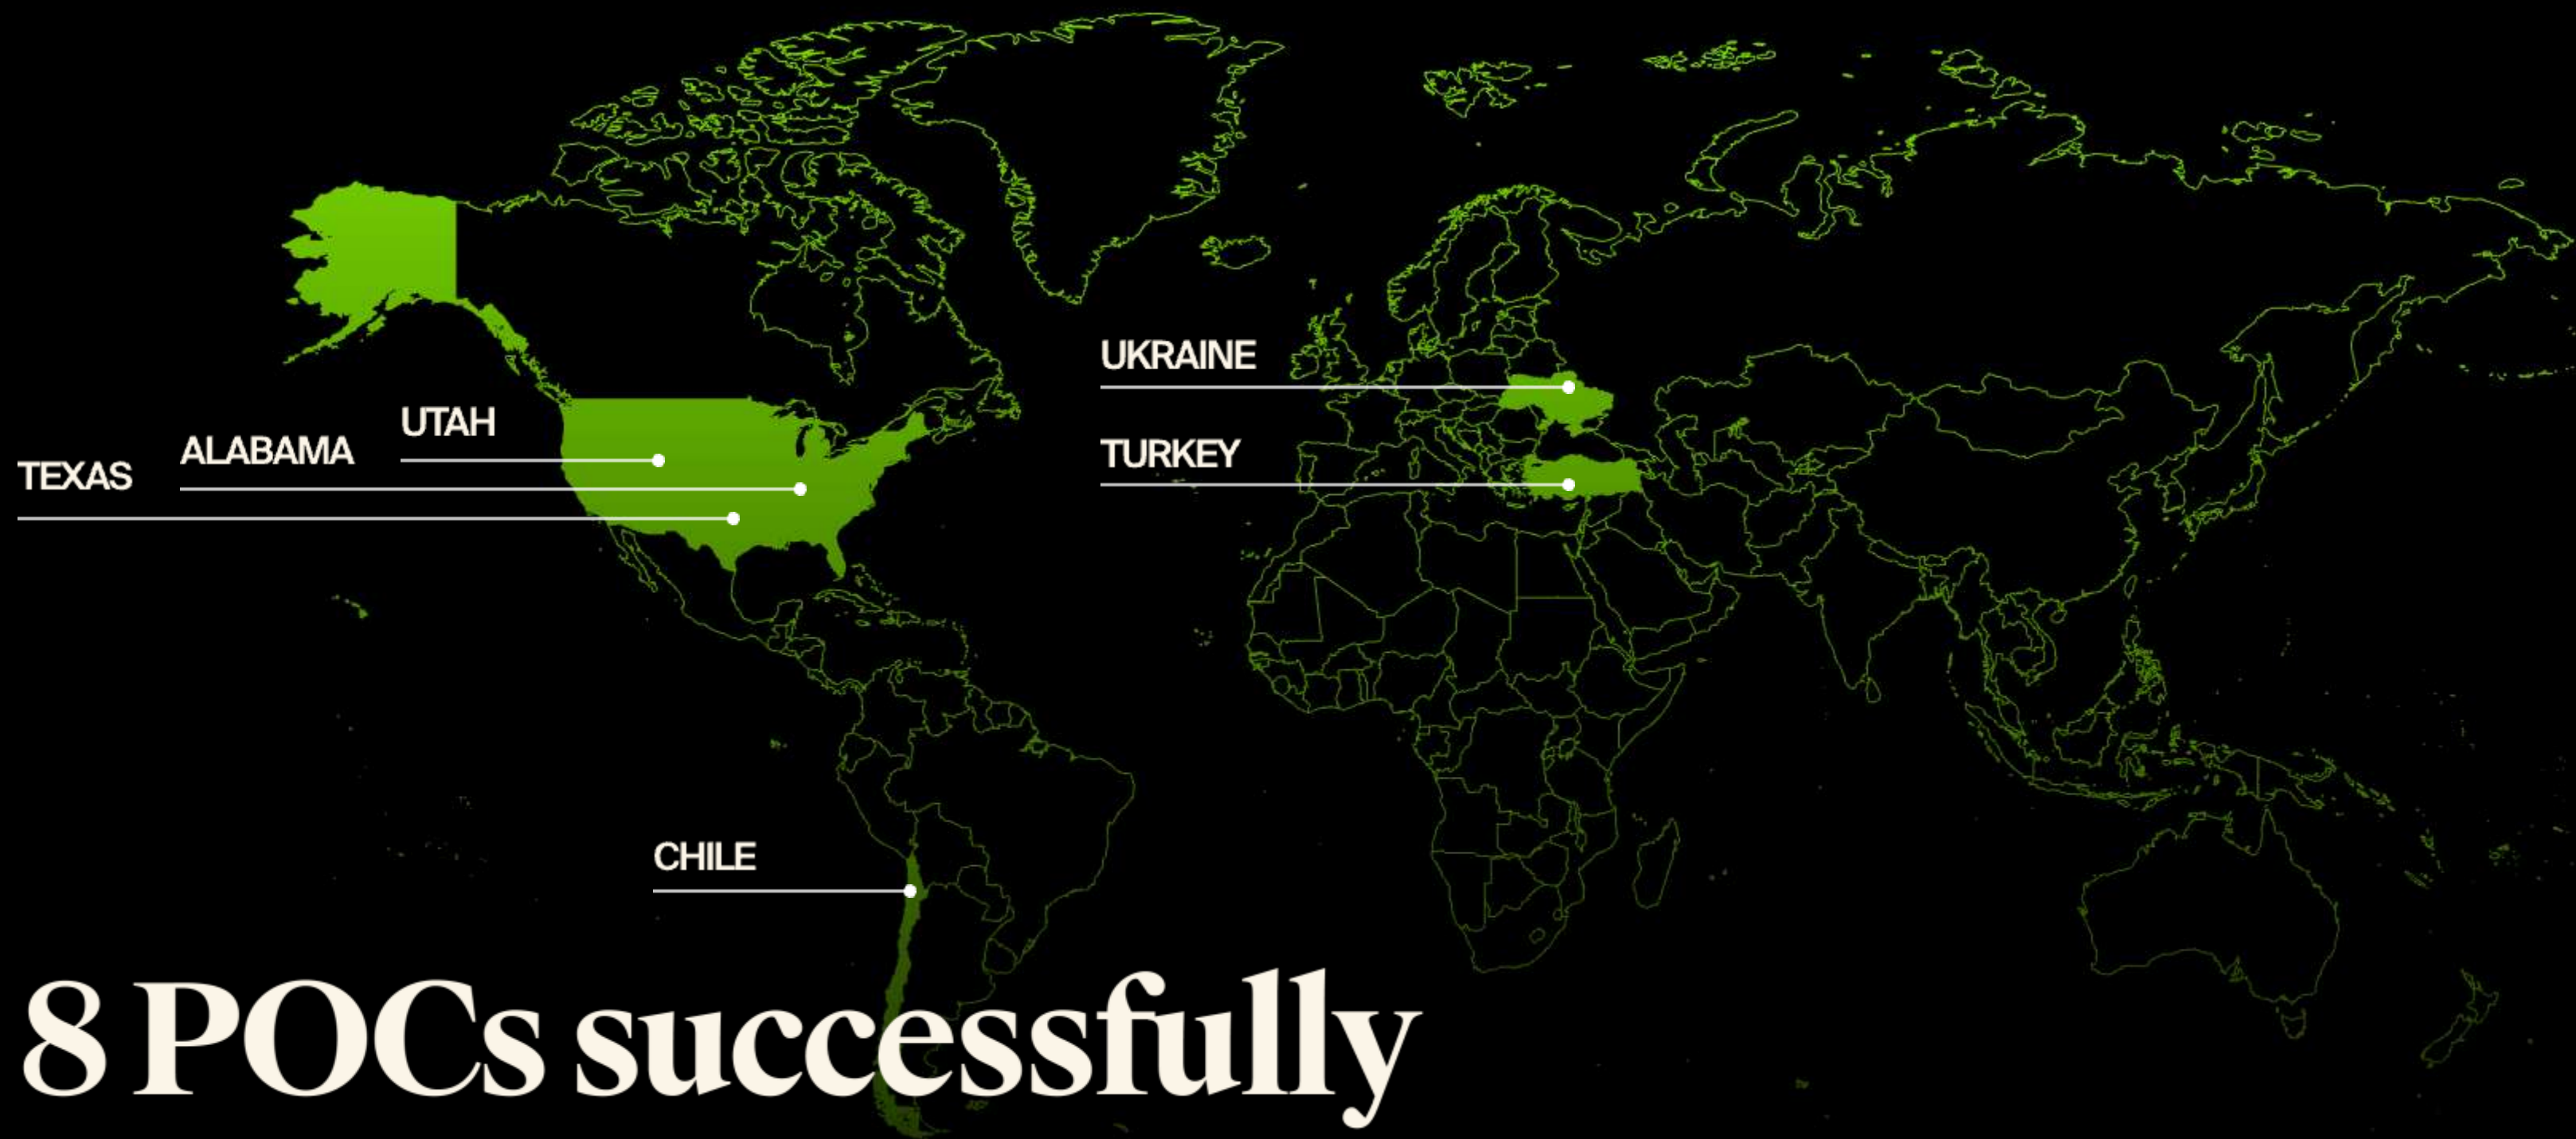 UKRAINE
UTAH
ALABAMA
TURKEY
TEXAS
CHILE
8 POCs successfully